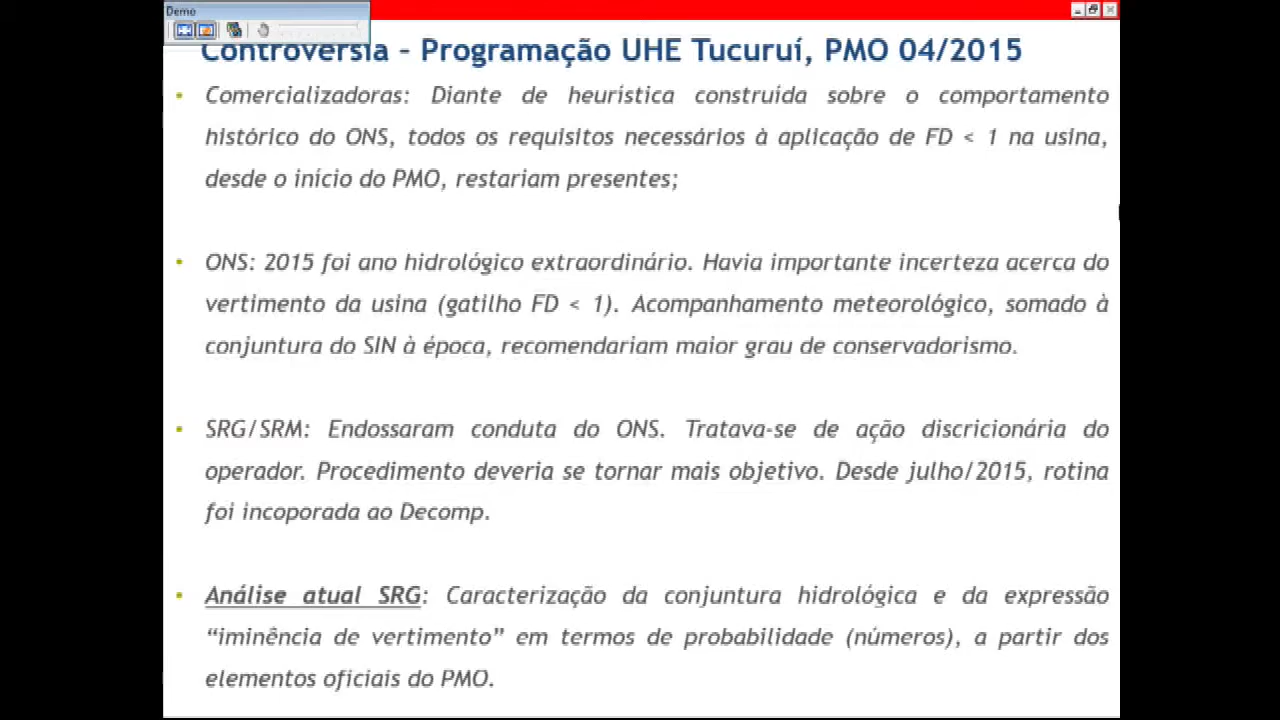 Demo
Controvérsia – Programação UHE Tucuruí, PMO 04/2015
• Comercializadoras: Diante de heurística construída sobre o comportamento
histórico do ONS, todos os requisitos necessários à aplicação de FD < 1 na usina,
desde o início do PMO, restariam presentes;
• ONS: 2015 foi ano hidrológico extraordinário. Havia importante incerteza acerca do
vertimento da usina (gatilho FD < 1). Acompanhamento meteorológico, somado à
conjuntura do SIN à época, recomendariam maior grau de conservadorismo.
• SRG/SRM: Endossaram conduta do ONS. Tratava-se de ação discricionária do
operador. Procedimento deveria se tornar mais objetivo. Desde julho/2015, rotina
foi incoporada ao Decomp.
• Análise atual SRG: Caracterização da conjuntura hidrológica e da expressão
“iminência de vertimento” em termos de probabilidade (números), a partir dos
elementos oficiais do PMO.